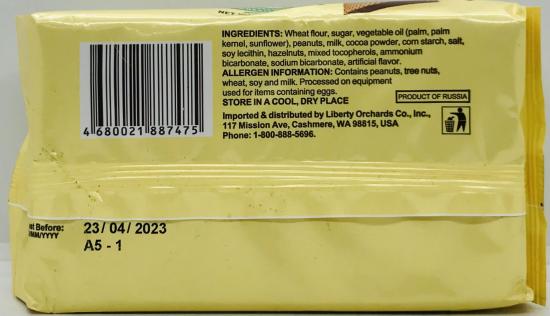 INGREDIENTS: Wheat flour, sugar, vegetable oil (palm, palm
kernel, sunflower), peanuts, milk, cocoa powder, corn starch, salt,
soy lecithin, hazelnuts, mixed tocopherols, ammonium
bicarbonate, sodium bicarbonate, artificial flavor.
ALLERGEN INFORMATION: Contains peanuts, tree nuts,
wheat, soy and milk. Processed on equipment
used for items containing eggs.
STORE IN A COOL, DRY PLACE
PRODUCT OF RUSSIA
Imported & distributed by Liberty Orchards Co., Inc.,
117 Mission Ave, Cashmere, WA 98815, USA
Phone: 1-800-888-5696.
4 680021 887475
Before:
23/04/2023
A5 - 1